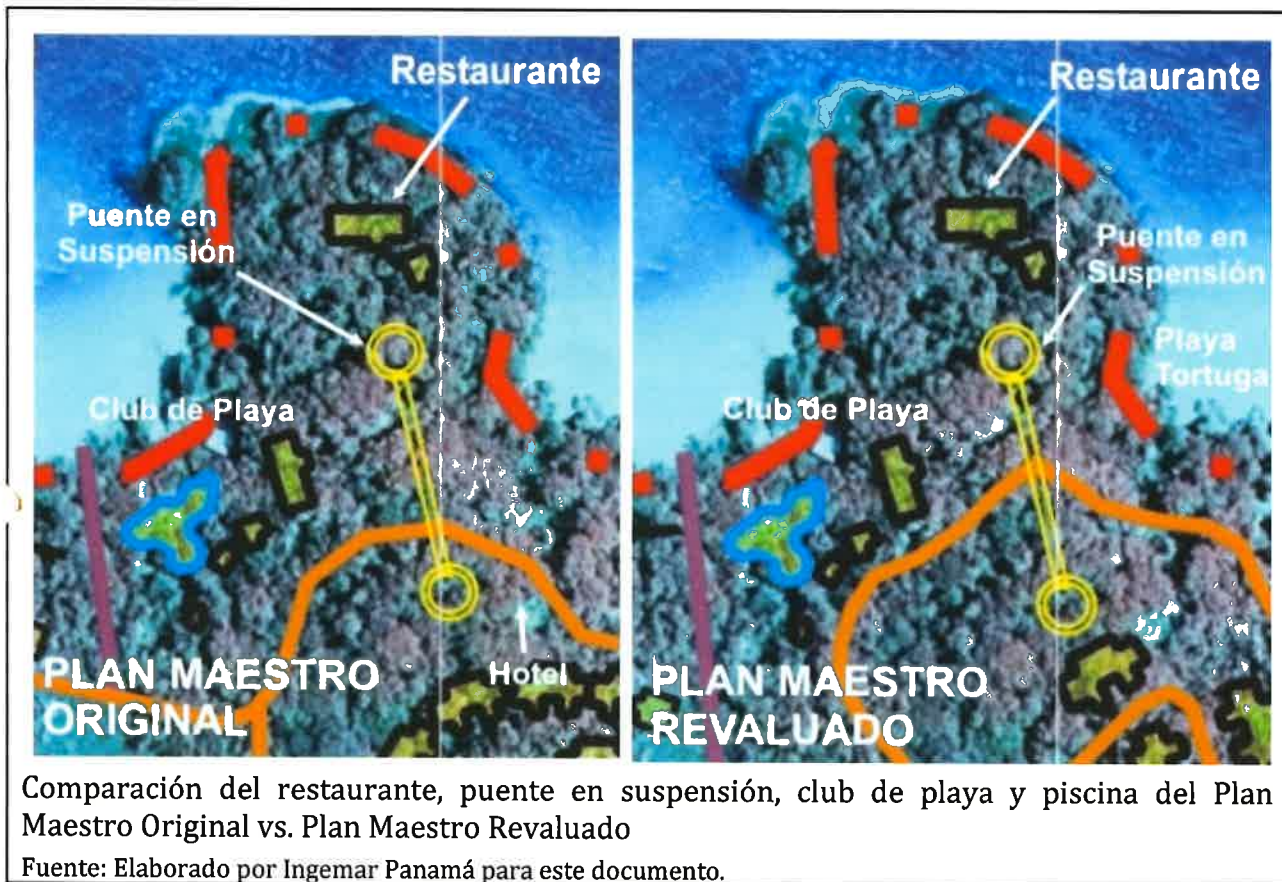 Restaurante
Puente en
Suspensión
Club de Playa
Hotel
PLAN MAESTRO
ORIGINAL
Restaurante
Puente en
Suspensión
Playa
Tortuga
Club de Playa
PLAN MAESTRO
REVALUADO
Comparación del restaurante, puente en suspensión, club de playa y piscina del Plan
Maestro Original vs. Plan Maestro Revaluado
Fuente: Elaborado por Ingemar Panamá para este documento.